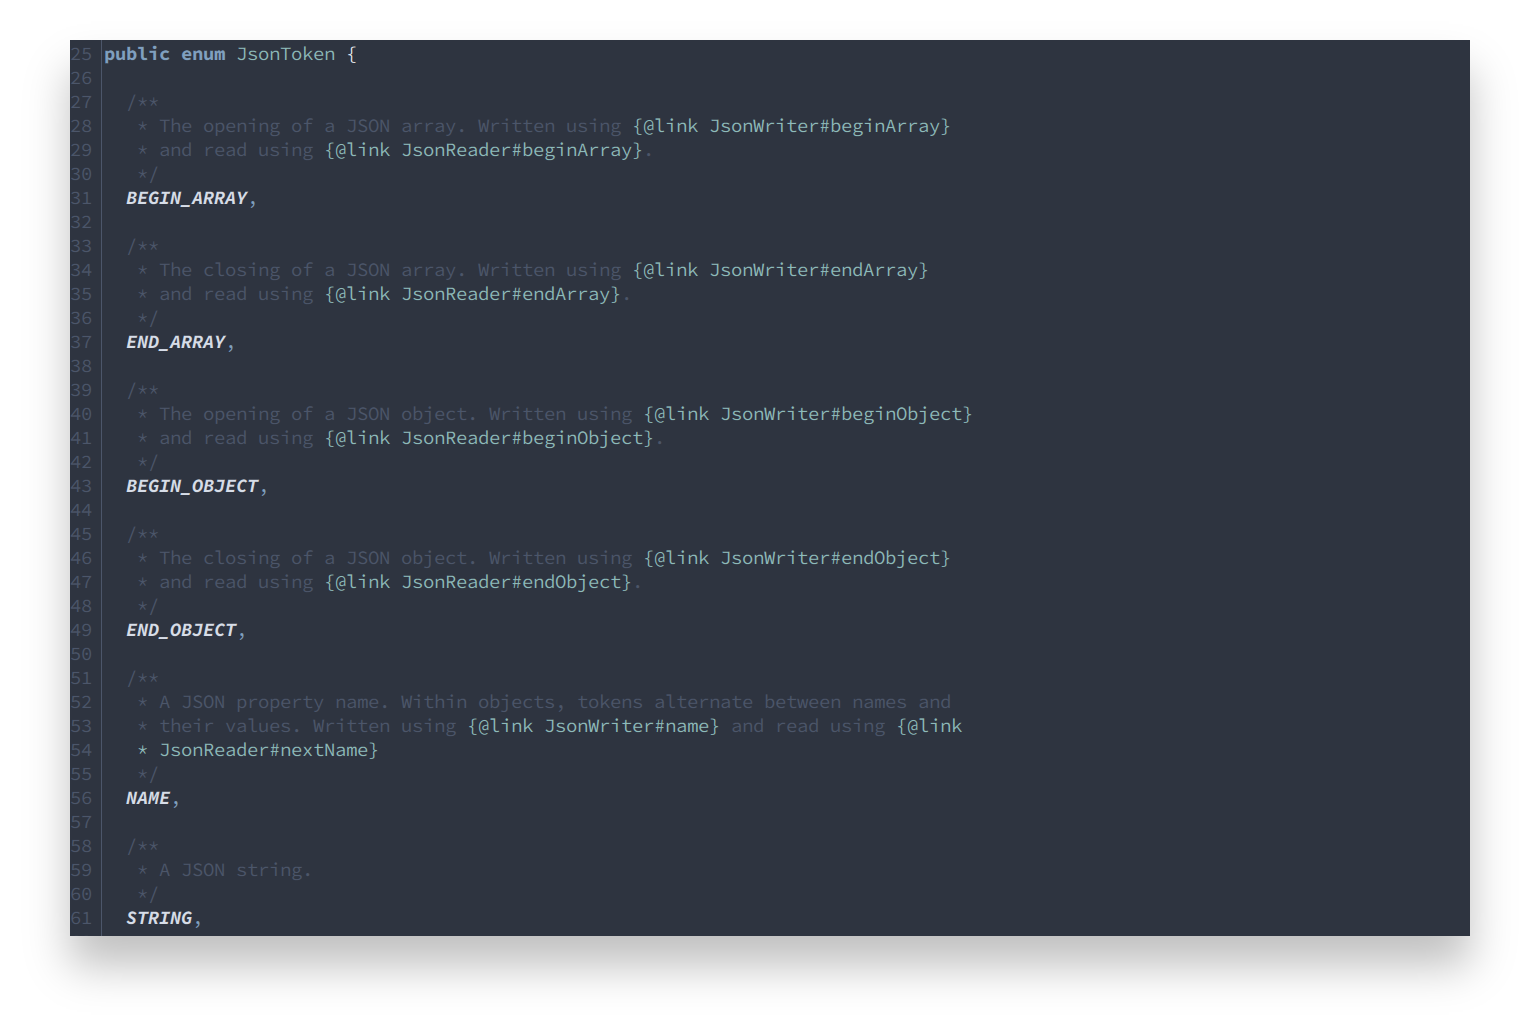 25 public enum JsonToken {
26
27   /**
28    * The opening of a JSON array. Written using {@link JsonWriter#beginArray}
29    * and read using {@link JsonReader#beginArray}.
30    */
31   BEGIN_ARRAY,
32
33   /**
34    * The closing of a JSON array. Written using {@link JsonWriter#endArray}
35    * and read using {@link JsonReader#endArray}.
36    */
37   END_ARRAY,
38
39   /**
40    * The opening of a JSON object. Written using {@link JsonWriter#beginObject}
41    * and read using {@link JsonReader#beginObject}.
42    */
43   BEGIN_OBJECT,
44
45   /**
46    * The closing of a JSON object. Written using {@link JsonWriter#endObject}
47    * and read using {@link JsonReader#endObject}.
48    */
49   END_OBJECT,
50
51   /**
52    * A JSON property name. Within objects, tokens alternate between names and
53    * their values. Written using {@link JsonWriter#name} and read using {@link
54    * JsonReader#nextName}
55    */
56   NAME,
57
58   /**
59    * A JSON string.
60    */
61   STRING,